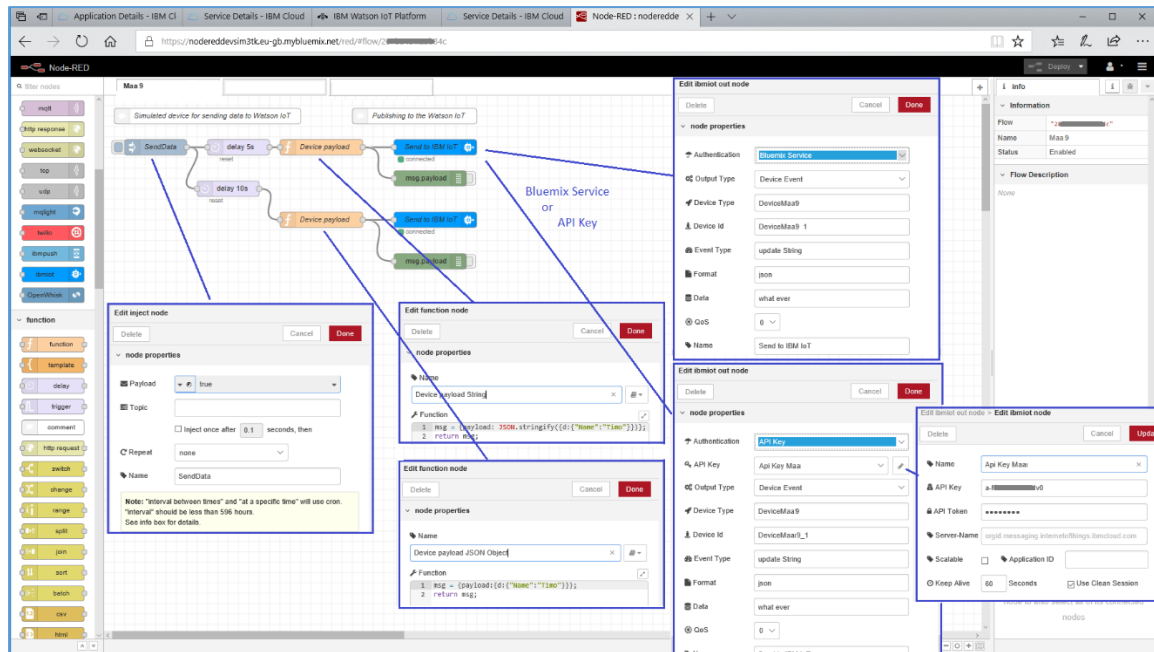 Application Details - IBM Cl
Service Details - IBM Cloud
IBM Watson IoT Platform
Service Details - IBM Cloud
Node-RED : noderedde
https://nodereddevsim3tk.eu-gb.mybluemix.net/red/#flow/2
4c
Node-RED
Deploy
filter nodes
mqtt
http response
websocket
tcp
udp
mqlight
twilio
ibmpush
ibmiot
OpenWhisk
function
function
template
delay
trigger
comment
http request
switch
change
range
split
join
sort
batch
csv
html
Maa 9
Simulated device for sending data to Watson IoT
Publishing to the Watson IoT
SendData
delay 5s
reset
Device payload
Send to IBM IoT
connected
msg.payload
delay 10s
reset
Device payload
Send to IBM IoT
connected
msg.payload
Bluemix Service
or
API Key
Edit inject node
Delete
Cancel
Done
node properties
Payload
true
Topic
Inject once after 0.1 seconds, then
Repeat
none
Name
SendData
Note: "interval between times" and "at a specific time" will use cron.
"interval" should be less than 596 hours.
See info box for details.
Edit function node
Delete
Cancel
Done
node properties
Name
Device payload String
Function
1 msg = {payload: JSON.stringify({d:{"Name":"Timo"}})};
2 return msg;
Edit function node
Delete
Cancel
Done
node properties
Name
Device payload JSON Object
Function
1 msg = {payload:{d:{"Name":"Timo"}}};
2 return msg;
Edit ibmiot out node
Delete
Cancel
Done
node properties
Authentication
Bluemix Service
Output Type
Device Event
Device Type
DeviceMaa9
Device Id
DeviceMaa9_1
Event Type
update String
Format
json
Data
what ever
QoS
0
Name
Send to IBM IoT
Edit ibmiot out node
Delete
Cancel
Done
node properties
Authentication
API Key
API Key
Api Key Maa
Output Type
Device Event
Device Type
DeviceMaa9
Device Id
DeviceMaa9_1
Event Type
update String
Format
json
Data
what ever
QoS
0
Edit ibmiot out node > Edit ibmiot node
Delete
Cancel
Upda
Name
Api Key Maa
API Key
API Token
Server-Name
orgid.messaging.internetofthings.ibmcloud.com
Scalable
Application ID
Keep Alive
60
Seconds
Use Clean Session
nodes
info
Information
Flow
Name
Maa 9
Status
Enabled
Flow Description
None